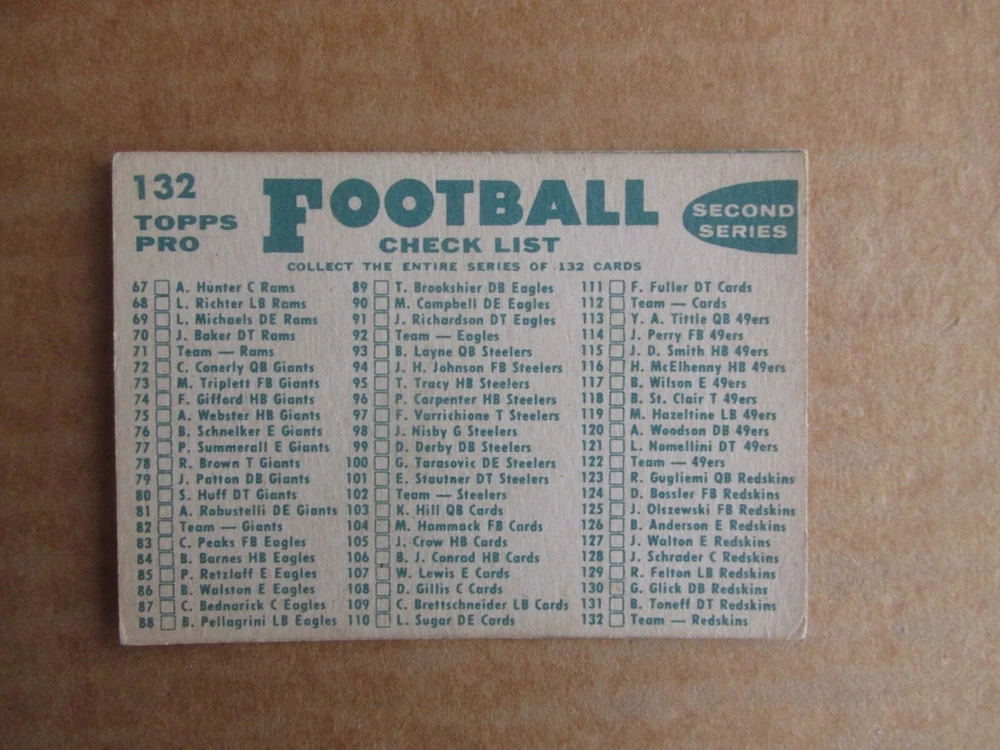 132
TOPPS
PRO
FOOTBALL
CHECK LIST
SECOND
SERIES
COLLECT THE ENTIRE SERIES OF 132 CARDS
67 A. Hunter C Rams
68 L. Richter LB Rams
69 L. Michaels DE Rams
70 J. Baker DT Rams
71 Team — Rams
72 C. Conerly QB Giants
73 M. Triplett FB Giants
74 F. Gifford HB Giants
75 A. Webster HB Giants
76 B. Schnelker E Giants
77 P. Summerall E Giants
78 R. Brown T Giants
79 J. Patton DB Giants
80 S. Huff DT Giants
81 A. Robustelli DE Giants
82 Team — Giants
83 C. Peaks FB Eagles
84 B. Barnes HB Eagles
85 P. Retzlaff E Eagles
86 B. Walston E Eagles
87 C. Bednarick C Eagles
88 B. Pellagrini LB Eagles
89 T. Brookshier DB Eagles
90 M. Campbell DE Eagles
91 J. Richardson DT Eagles
92 Team — Eagles
93 B. Layne QB Steelers
94 J. H. Johnson FB Steelers
95 T. Tracy HB Steelers
96 P. Carpenter HB Steelers
97 F. Varrichione T Steelers
98 J. Nisby G Steelers
99 D. Derby DB Steelers
100 G. Tarasovic DE Steelers
101 E. Stautner DT Steelers
102 Team — Steelers
103 K. Hill QB Cards
104 M. Hammack FB Cards
105 J. Crow HB Cards
106 B. J. Conrad HB Cards
107 W. Lewis E Cards
108 D. Gillis C Cards
109 C. Brettschneider LB Cards
110 L. Sugar DE Cards
111 F. Fuller DT Cards
112 Team — Cards
113 Y. A. Tittle QB 49ers
114 J. Perry FB 49ers
115 J. D. Smith HB 49ers
116 H. McElhenny HB 49ers
117 B. Wilson E 49ers
118 B. St. Clair T 49ers
119 M. Hazeltine LB 49ers
120 A. Woodson DB 49ers
121 L. Nomellini DT 49ers
122 Team — 49ers
123 R. Gugliemi QB Redskins
124 D. Bossler FB Redskins
125 J. Olszewski FB Redskins
126 B. Anderson E Redskins
127 J. Walton E Redskins
128 J. Schrader C Redskins
129 R. Felton LB Redskins
130 G. Glick DB Redskins
131 B. Toneff DT Redskins
132 Team — Redskins